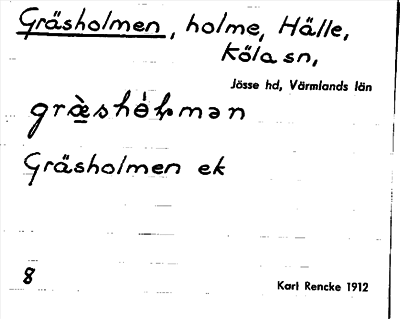 Gräsholmen, holme, Hälle,
Köla sn,
Jösse hd, Värmlands län
Gräsholmen ek
8
Karl Rencke 1912